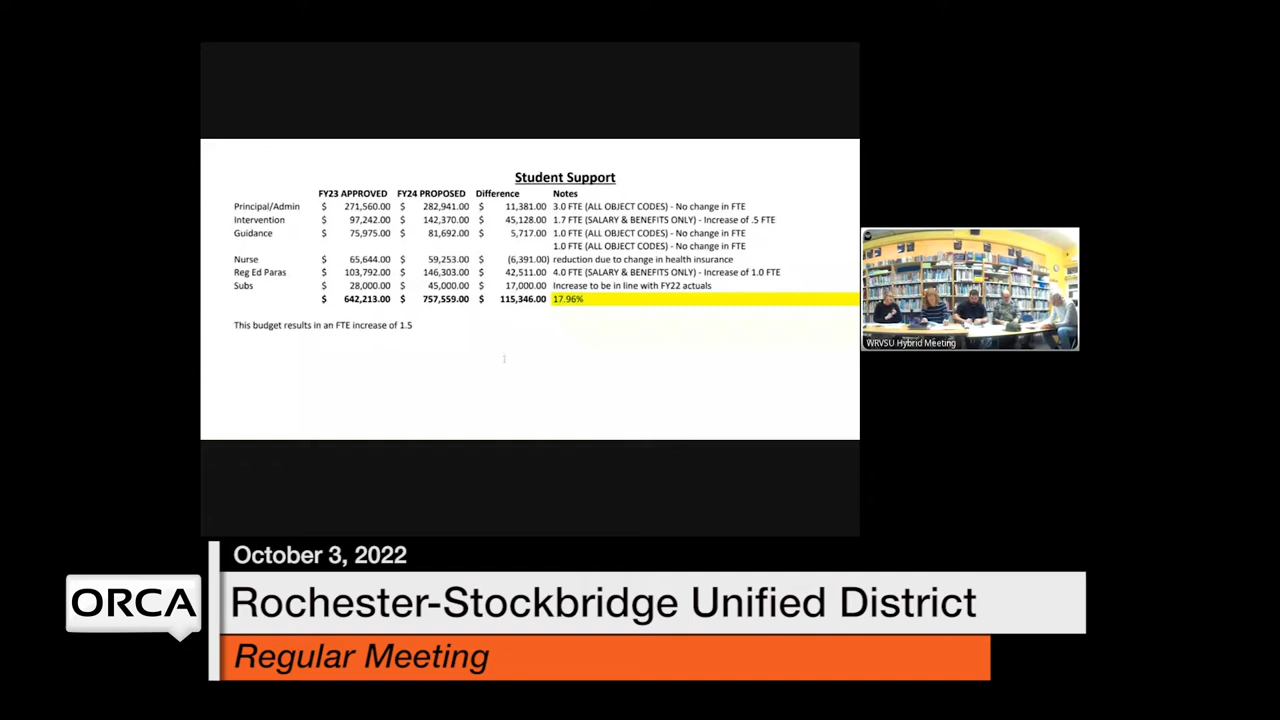 Student Support
FY23 APPROVED FY24 PROPOSED Difference Notes
Principal/Admin $ 271,560.00 $ 282,941.00 $ 11,381.00 3.0 FTE (ALL OBJECT CODES) - No change in FTE
Intervention $ 97,242.00 $ 142,370.00 $ 45,128.00 1.7 FTE (SALARY & BENEFITS ONLY) - Increase of .5 FTE
Guidance $ 75,975.00 $ 81,692.00 $ 5,717.00 1.0 FTE (ALL OBJECT CODES) - No change in FTE
1.0 FTE (ALL OBJECT CODES) - No change in FTE
Nurse $ 65,644.00 $ 59,253.00 $ (6,391.00) reduction due to change in health insurance
Reg Ed Paras $ 103,792.00 $ 146,303.00 $ 42,511.00 4.0 FTE (SALARY & BENEFITS ONLY) - Increase of 1.0 FTE
Subs $ 28,000.00 $ 45,000.00 $ 17,000.00 Increase to be in line with FY22 actuals
$ 642,213.00 $ 757,559.00 $ 115,346.00 17.96%
This budget results in an FTE increase of 1.5
WRVSU Hybrid Meeting
October 3, 2022
ORCA
Rochester-Stockbridge Unified District
Regular Meeting